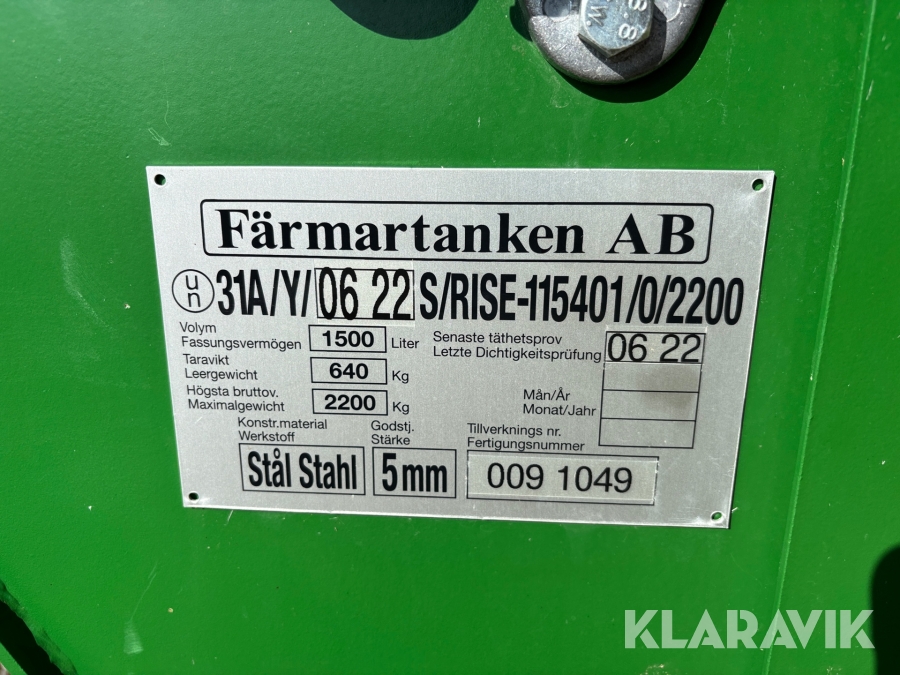 8.8
W.
Färmartanken AB
un 31A/Y/ 06 22 S/RISE-115401/0/2200
Volym
Fassungsvermögen 1500 Liter
Taravikt
Leergewicht 640 Kg
Högsta bruttov.
Maximalgewicht 2200 Kg
Senaste täthetsprov
Letzte Dichtigkeitsprüfung 06 22
Mån/År
Monat/Jahr
Konstr.material
Werkstoff
Stål Stahl
Godstj.
Stärke
5mm
Tillverknings nr.
Fertigungsnummer
009 1049
KLARAVIK